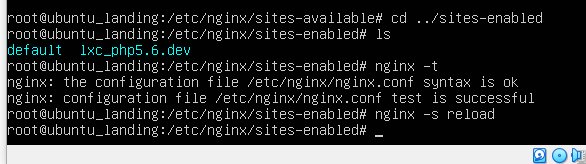 root@ubuntu_landing:/etc/nginx/sites-available# cd ../sites-enabled
root@ubuntu_landing:/etc/nginx/sites-enabled# ls
default  lxc_php5.6.dev
root@ubuntu_landing:/etc/nginx/sites-enabled# nginx -t
nginx: the configuration file /etc/nginx/nginx.conf syntax is ok
nginx: configuration file /etc/nginx/nginx.conf test is successful
root@ubuntu_landing:/etc/nginx/sites-enabled# nginx -s reload
root@ubuntu_landing:/etc/nginx/sites-enabled# _